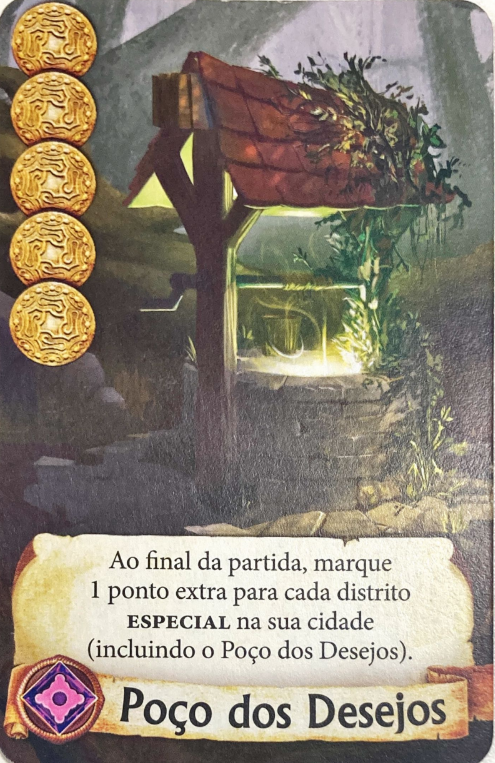 Ao final da partida, marque
1 ponto extra para cada distrito
ESPECIAL na sua cidade
(incluindo o Poço dos Desejos).
Poço dos Desejos